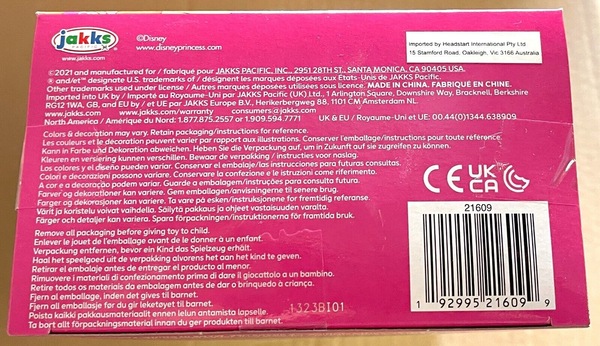 jakks
PACIFIC
www.jakks.com
©Disney
www.disneyprincess.com
Imported by Headstart International Pty Ltd
15 Stamford Road, Oakleigh, Vic 3166 Australia
©2021 and manufactured for / fabriqué pour JAKKS PACIFIC, INC., 2951 28TH ST., SANTA MONICA, CA 90405 USA.
® and/et™ designate U.S. trademarks of / désignent les marques déposées aux États-Unis de JAKKS Pacific.
Other trademarks used under license / Autres marques déposées utilisées sous licence. MADE IN CHINA. FABRIQUÉ EN CHINE.
Imported into UK by / Importé au Royaume-Uni par JAKKS Pacific (UK) Ltd., 1 Arlington Square, Downshire Way, Bracknell, Berkshire
RG12 1WA, GB, and EU by / et UE par JAKKS Europe B.V., Herikerbergweg 88, 1101 CM Amsterdam NL.
www.jakks.com/warranty consumers@jakks.com
North America / Amérique du Nord: 1.877.875.2557 or 1.909.594.7771 UK & EU / Royaume-Uni et UE: 00.44(0)1344.638909.
Colors & decoration may vary. Retain packaging/instructions for reference.
Les couleurs et le décoration peuvent varier par rapport aux illustrations. Conserver l'emballage/instructions pour toute reference.
Kann in Farbe und Dekoration abweichen. Heben Sie die Verpackung auf, um in Zukunft auf sie zugreifen zu können.
Kleuren en versiering kunnen verschillen. Bewaar de verpakking / instructies voor naslag.
Los colores y el diseño pueden variar. Conservar el embalaje/las instrucciones para futuras consultas.
Colori e decorazioni possono variare. Conservare la confezione e le istruzioni come riferimento.
A cor e a decoração podem variar. Guarde a embalagem/instruções para consulta futura.
Farver og dekorationer kan variere. Gem emballagen/anvisningerne til senere brug.
Farger og dekorasjoner kan variere. Ta vare på esken/instruksjonene for fremtidig referanse.
Värit ja koristelu voivat vaihdella. Säilytä pakkaus ja ohjeet vastaisuuden varalta.
Färger och detaljer kan variera. Spara förpackningen/instruktionerna för framtida bruk.
CE UK
CA
21609
Remove all packaging before giving toy to child.
Enlever le jouet de l'emballage avant de le donner à un enfant.
Verpackung entfernen, bevor ein Kind das Spielzeug erhält.
Haal het speelgoed uit de verpakking alvorens het aan het kind te geven.
Retirar el embalaje antes de entregar el producto al menor.
Rimuovere i materiali di confezionamento prima di dare il giocattolo a un bambino.
Retire todos os materiais da embalagem antes de dar o brinquedo à criança.
Fjern al emballagen, inden det gives til barnet.
Fjern all emballasje før du gir leketøyet til barnet.
Poista kaikki pakkausmateriaalit ennen lelun antamista lapselle.
Ta bort allt förpackningsmaterial innan du ger produkten till barnet.
1323BI01
1 92995 21609 9